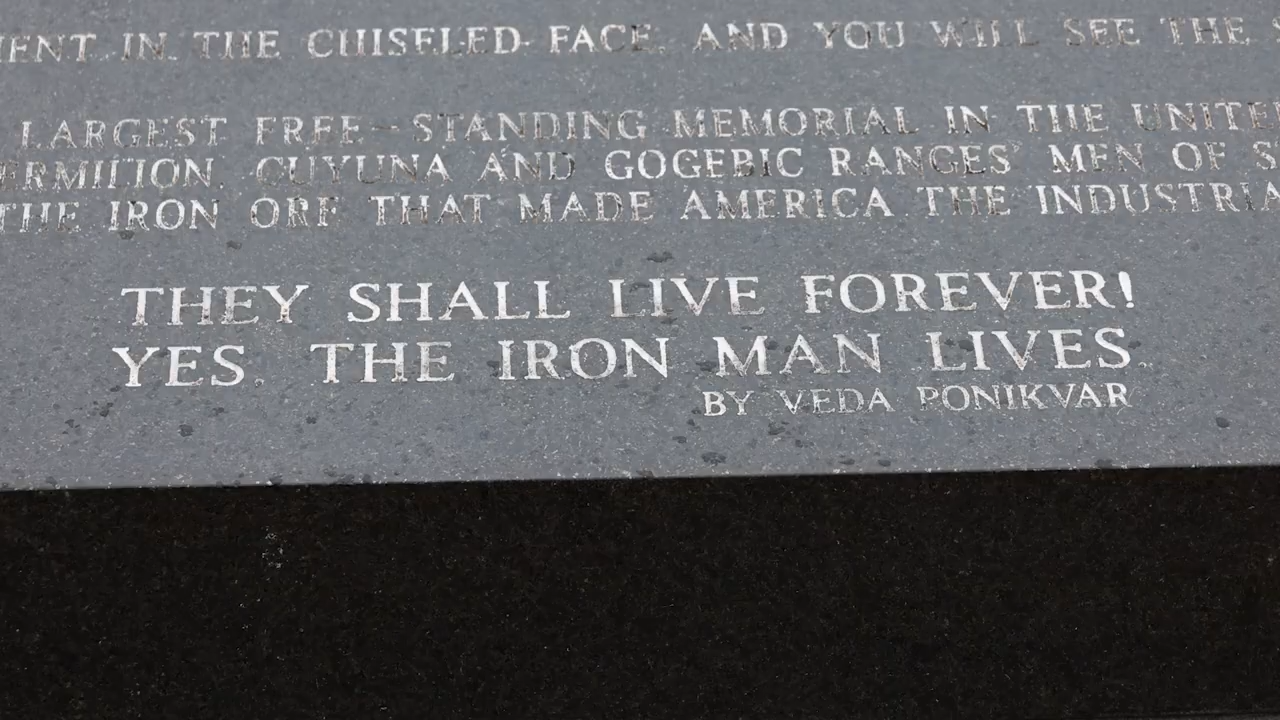 IN THE CHISELED FACE, AND YOU WILL SEE THE
LARGEST FREE-STANDING MEMORIAL IN THE
CUYUNA AND GOGEBIC RANGES' MEN OF
THE IRON ORE THAT MADE AMERICA THE
THEY SHALL LIVE FOREVER!
YES, THE IRON MAN LIVES.
BY VEDA PONIKVAR